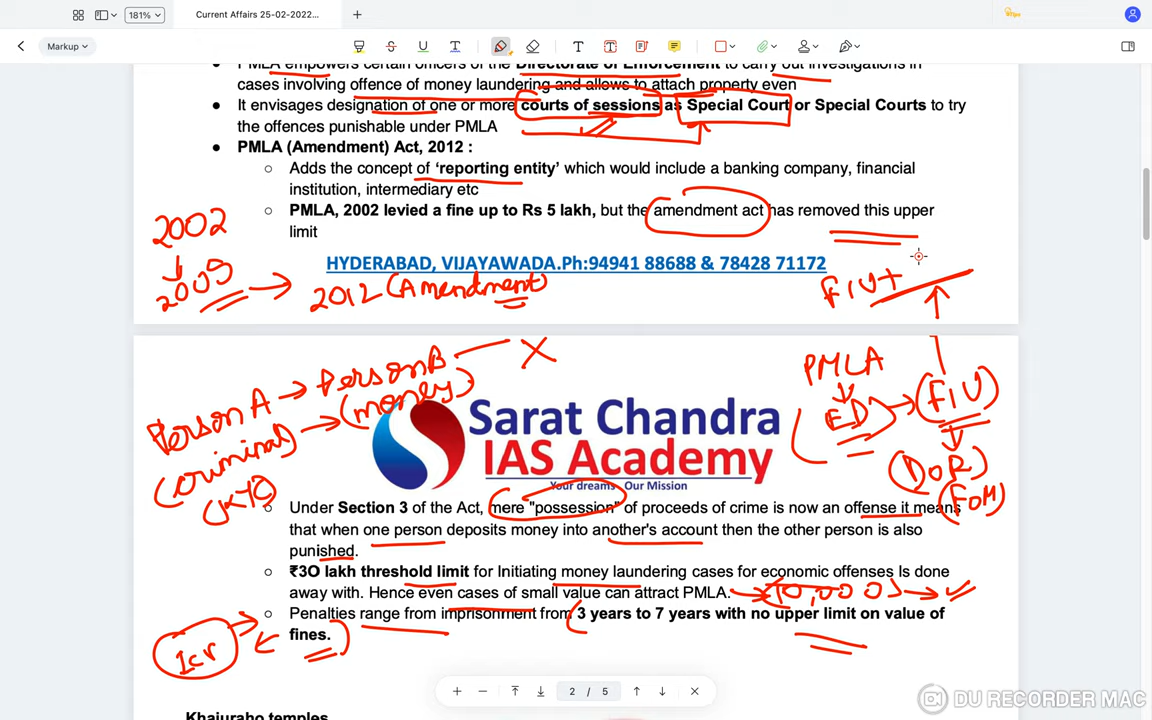 181%
Current Affairs 25-02-2022...
Markup
PMLA empowers certain officers of the Directorate of Enforcement to carry out investigations in
cases involving offence of money laundering and allows to attach property even
It envisages designation of one or more courts of sessions as Special Court or Special Courts to try
the offences punishable under PMLA
PMLA (Amendment) Act, 2012 :
Adds the concept of ‘reporting entity’ which would include a banking company, financial
institution, intermediary etc
PMLA, 2002 levied a fine up to Rs 5 lakh, but the amendment act has removed this upper
limit
2002
HYDERABAD, VIJAYAWADA.Ph:94941 88688 & 78428 71172
2005
2012 (Amendment)
FIU+
Person A
Person B
X
PMLA
(money)
(criminals)
ED
(FIU)
Sarat Chandra
IAS Academy
Your dreams Our Mission
(DOR)
(FOM)
Under Section 3 of the Act, mere "possession" of proceeds of crime is now an offense it means
that when one person deposits money into another's account then the other person is also
punished.
₹3O lakh threshold limit for Initiating money laundering cases for economic offenses Is done
away with. Hence even cases of small value can attract PMLA.
10,000
Penalties range from imprisonment from 3 years to 7 years with no upper limit on value of
fines.
1cr
2 / 5
DU RECORDER MAC
Khajuraho temples